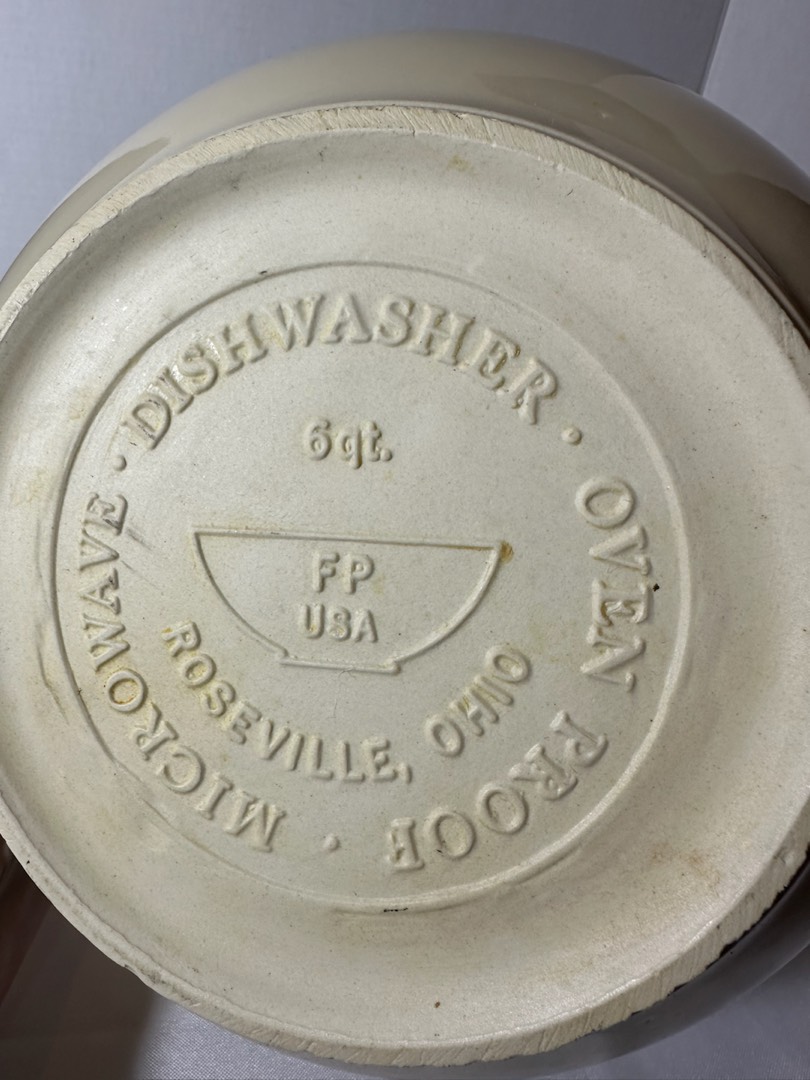 DISHWASHER · OVEN PROOF · MICROWAVE ·
6qt.
FP
USA
ROSEVILLE, OHIO